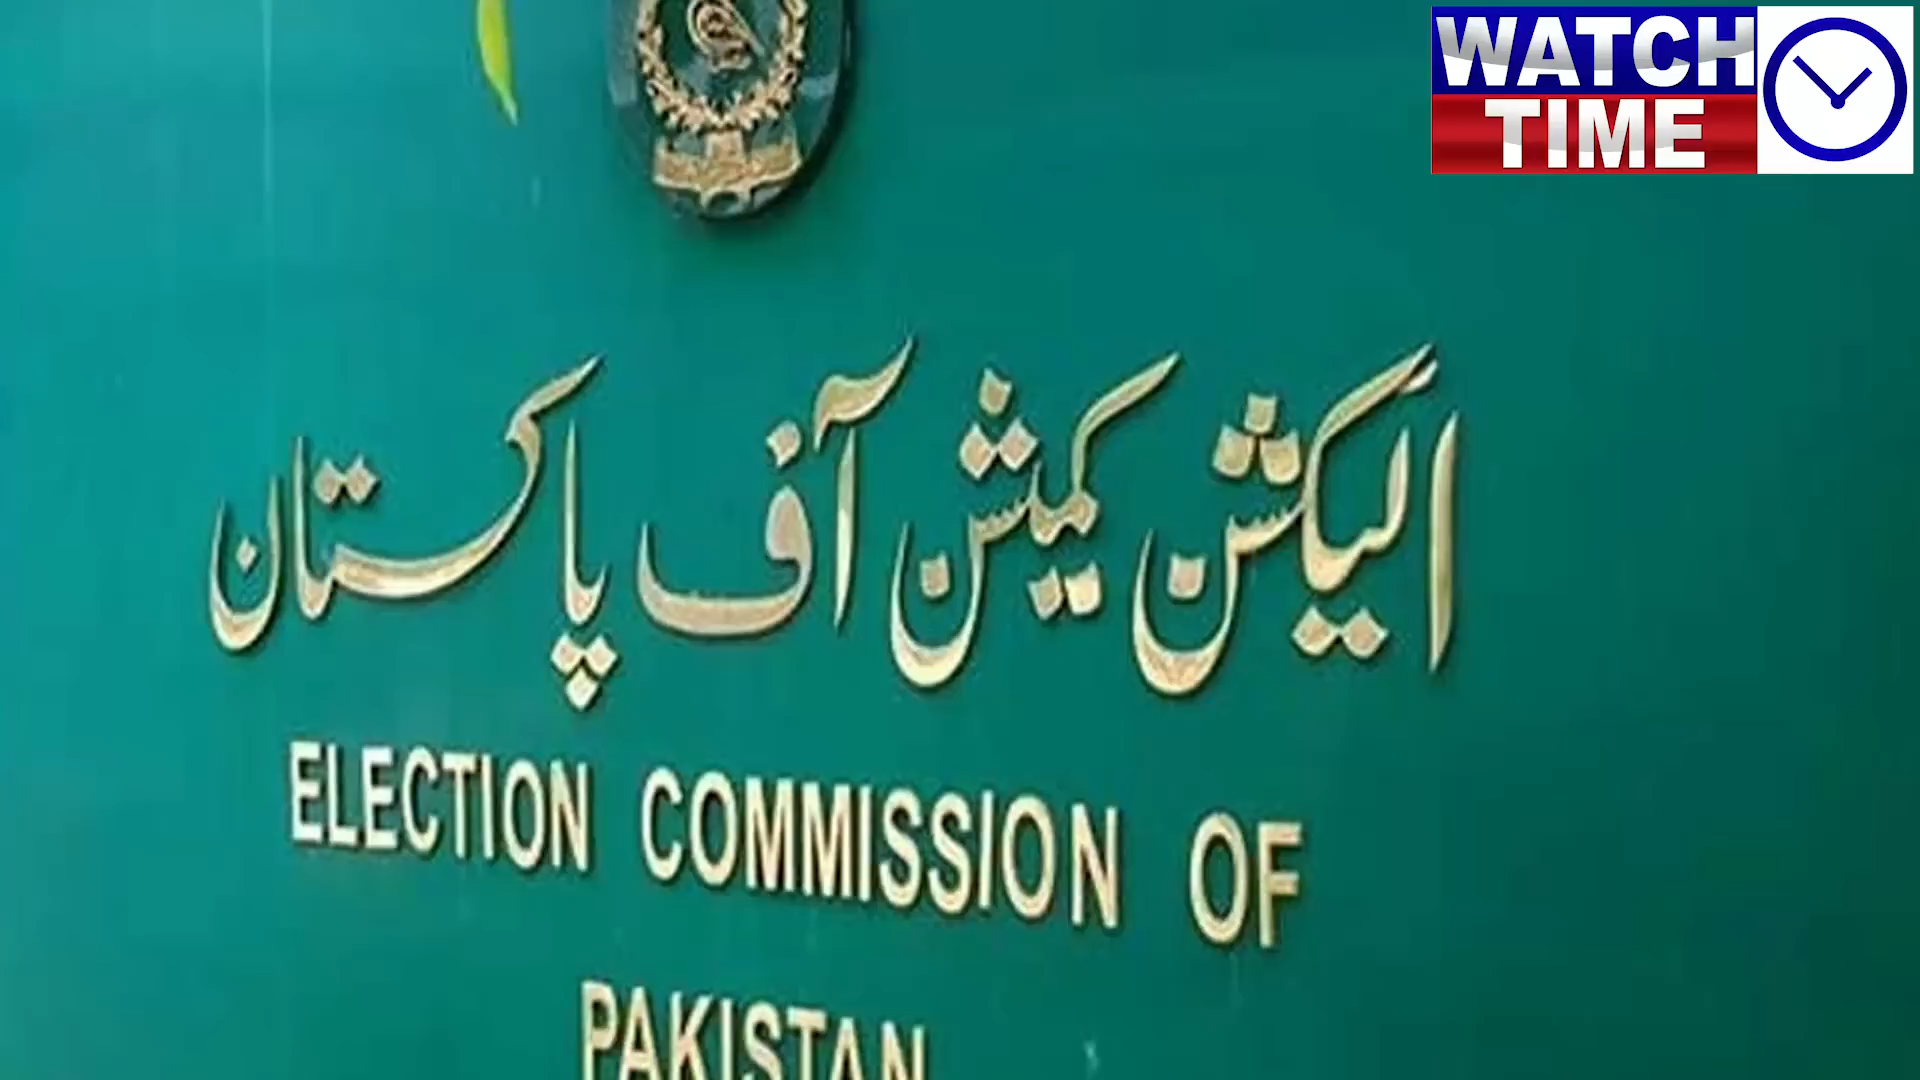 WATCH
TIME
الیکشن کمیشن آف پاکستان
ELECTION COMMISSION OF
PAKISTAN